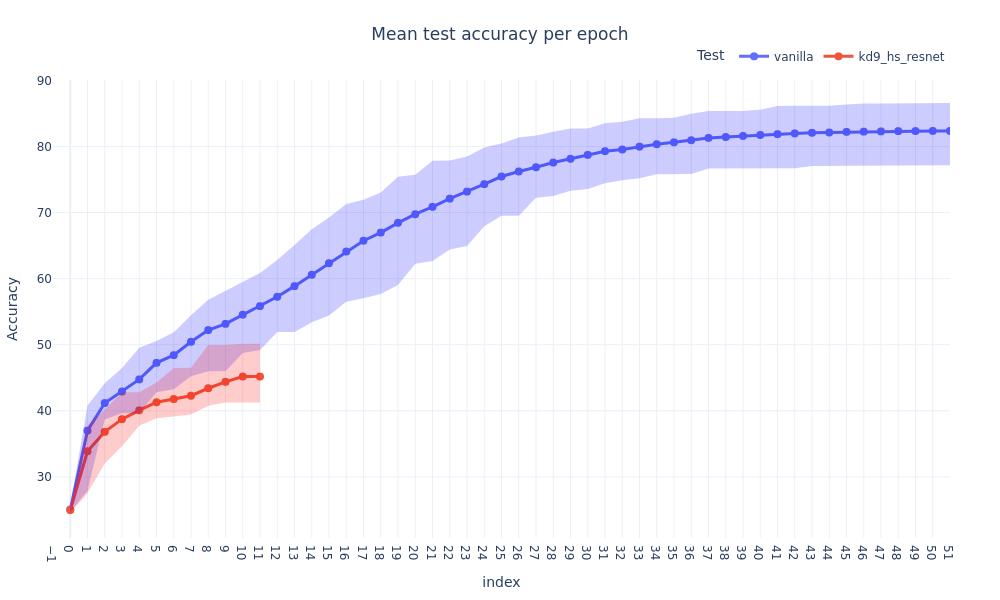 Mean test accuracy per epoch
Test vanilla kd9_hs_resnet
Accuracy
90
80
70
60
50
40
30
−1 0 1 2 3 4 5 6 7 8 9 10 11 12 13 14 15 16 17 18 19 20 21 22 23 24 25 26 27 28 29 30 31 32 33 34 35 36 37 38 39 40 41 42 43 44 45 46 47 48 49 50 51
index